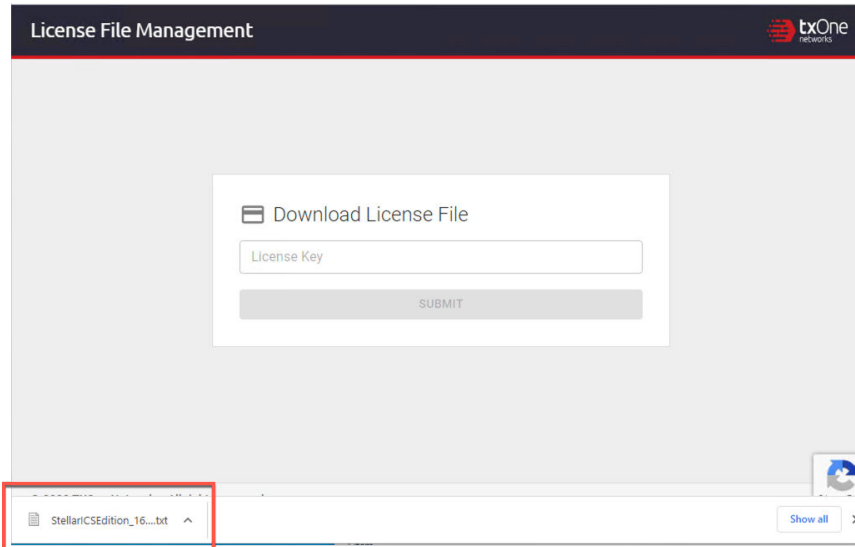 License File Management
txOne
networks
Download License File
License Key
SUBMIT
StellarICSEdition_16....txt
Show all